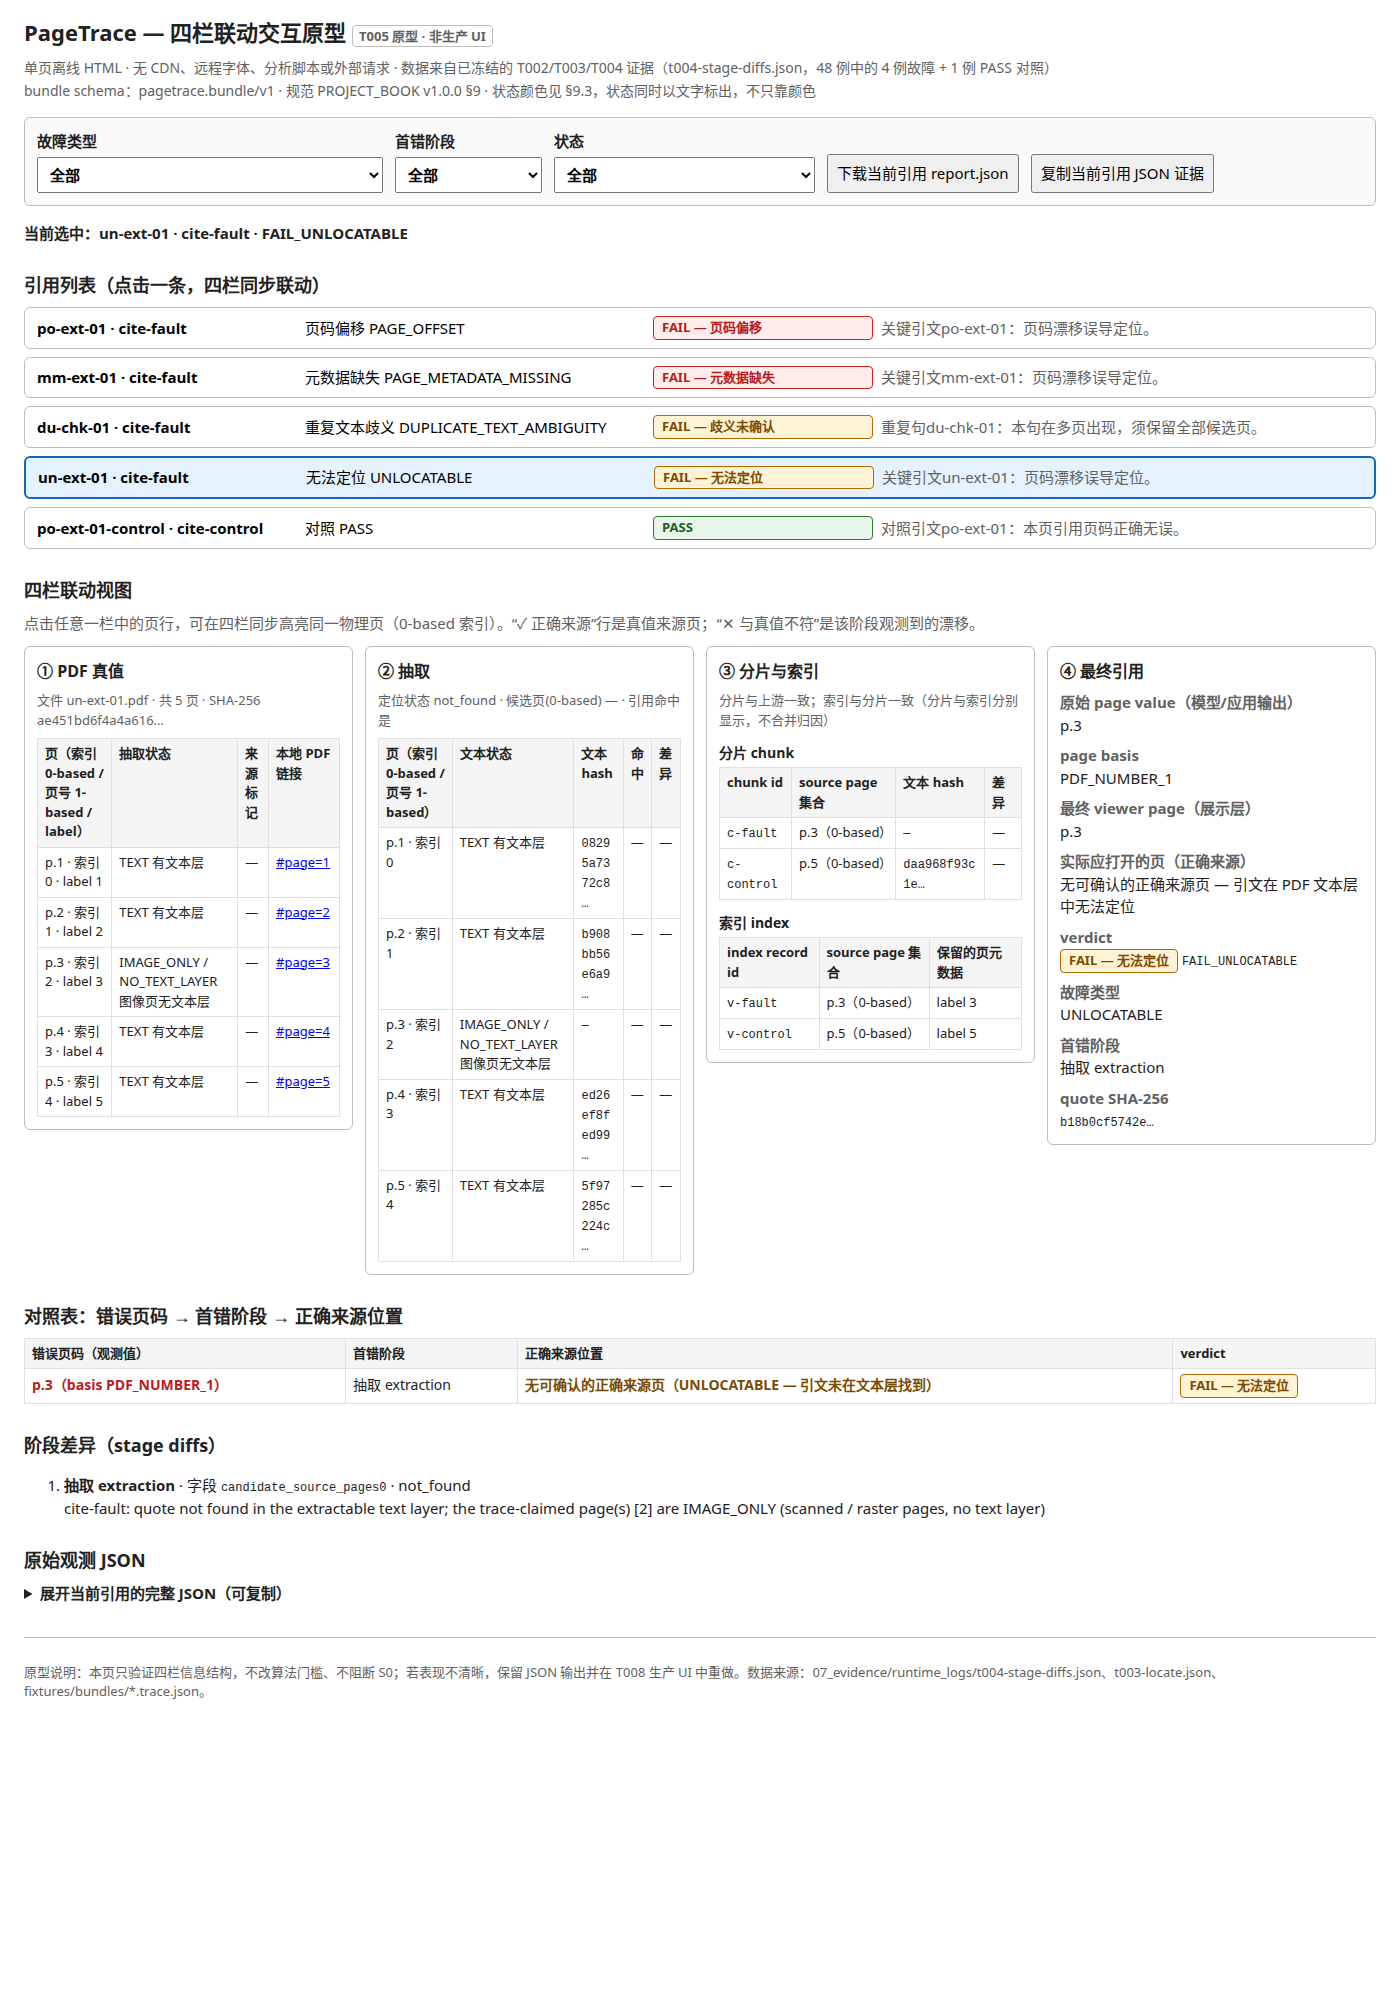 PageTrace — 四栏联动交互原型 T005 原型 · 非生产 UI
单页离线 HTML · 无 CDN、远程字体、分析脚本或外部请求 · 数据来自已冻结的 T002/T003/T004 证据（t004-stage-diffs.json，48 例中的 4 例故障 + 1 例 PASS 对照）
bundle schema：pagetrace.bundle/v1 · 规范 PROJECT_BOOK v1.0.0 §9 · 状态颜色见 §9.3，状态同时以文字标出，不只靠颜色
故障类型 首错阶段 状态
全部 全部 全部 下载当前引用 report.json 复制当前引用 JSON 证据
当前选中：un-ext-01 · cite-fault · FAIL_UNLOCATABLE
引用列表（点击一条，四栏同步联动）
po-ext-01 · cite-fault 页码偏移 PAGE_OFFSET FAIL — 页码偏移 关键引文po-ext-01：页码漂移误导定位。
mm-ext-01 · cite-fault 元数据缺失 PAGE_METADATA_MISSING FAIL — 元数据缺失 关键引文mm-ext-01：页码漂移误导定位。
du-chk-01 · cite-fault 重复文本歧义 DUPLICATE_TEXT_AMBIGUITY FAIL — 歧义未确认 重复句du-chk-01：本句在多页出现，须保留全部候选页。
un-ext-01 · cite-fault 无法定位 UNLOCATABLE FAIL — 无法定位 关键引文un-ext-01：页码漂移误导定位。
po-ext-01-control · cite-control 对照 PASS PASS 对照引文po-ext-01：本页引用页码正确无误。
四栏联动视图
点击任意一栏中的页行，可在四栏同步高亮同一物理页（0-based 索引）。“✓ 正确来源”行是真值来源页；“✕ 与真值不符”是该阶段观测到的漂移。
① PDF 真值
文件 un-ext-01.pdf · 共 5 页 · SHA-256
ae451bd6f4a4a616…
页（索引 0-based / 页号 1-based / label） 抽取状态 来源标记 本地 PDF 链接
p.1 · 索引 0 · label 1 TEXT 有文本层 — #page=1
p.2 · 索引 1 · label 2 TEXT 有文本层 — #page=2
p.3 · 索引 2 · label 3 IMAGE_ONLY / NO_TEXT_LAYER 图像页无文本层 — #page=3
p.4 · 索引 3 · label 4 TEXT 有文本层 — #page=4
p.5 · 索引 4 · label 5 TEXT 有文本层 — #page=5
② 抽取
定位状态 not_found · 候选页(0-based) — · 引用命中
是
页（索引 0-based / 页号 1-based） 文本状态 文本 hash 命中 差异
p.1 · 索引 0 TEXT 有文本层 08295a7372c8… — —
p.2 · 索引 1 TEXT 有文本层 b908bb56e6a9… — —
p.3 · 索引 2 IMAGE_ONLY / NO_TEXT_LAYER 图像页无文本层 — — —
p.4 · 索引 3 TEXT 有文本层 ed26ef8fed99… — —
p.5 · 索引 4 TEXT 有文本层 5f97285c224c… — —
③ 分片与索引
分片与上游一致；索引与分片一致（分片与索引分别
显示，不合并归因）
分片 chunk
chunk id source page 集合 文本 hash 差异
c-fault p.3（0-based） — —
c-control p.5（0-based） daa968f93c1e… —
索引 index
index record id source page 集合 保留的页元数据
v-fault p.3（0-based） label 3
v-control p.5（0-based） label 5
④ 最终引用
原始 page value（模型/应用输出）
p.3
page basis
PDF_NUMBER_1
最终 viewer page（展示层）
p.3
实际应打开的页（正确来源）
无可确认的正确来源页 — 引文在 PDF 文本层
中无法定位
verdict
FAIL — 无法定位 FAIL_UNLOCATABLE
故障类型
UNLOCATABLE
首错阶段
抽取 extraction
quote SHA-256
b18b0cf5742e…
对照表：错误页码 → 首错阶段 → 正确来源位置
错误页码（观测值） 首错阶段 正确来源位置 verdict
p.3（basis PDF_NUMBER_1） 抽取 extraction 无可确认的正确来源页（UNLOCATABLE — 引文未在文本层找到） FAIL — 无法定位
阶段差异（stage diffs）
1. 抽取 extraction · 字段 candidate_source_pages0 · not_found
cite-fault: quote not found in the extractable text layer; the trace-claimed page(s) [2] are IMAGE_ONLY (scanned / raster pages, no text layer)
原始观测 JSON
▶ 展开当前引用的完整 JSON（可复制）
原型说明：本页只验证四栏信息结构，不改算法门槛、不阻断 S0；若表现不清晰，保留 JSON 输出并在 T008 生产 UI 中重做。数据来源：07_evidence/runtime_logs/t004-stage-diffs.json、t003-locate.json、
fixtures/bundles/*.trace.json。